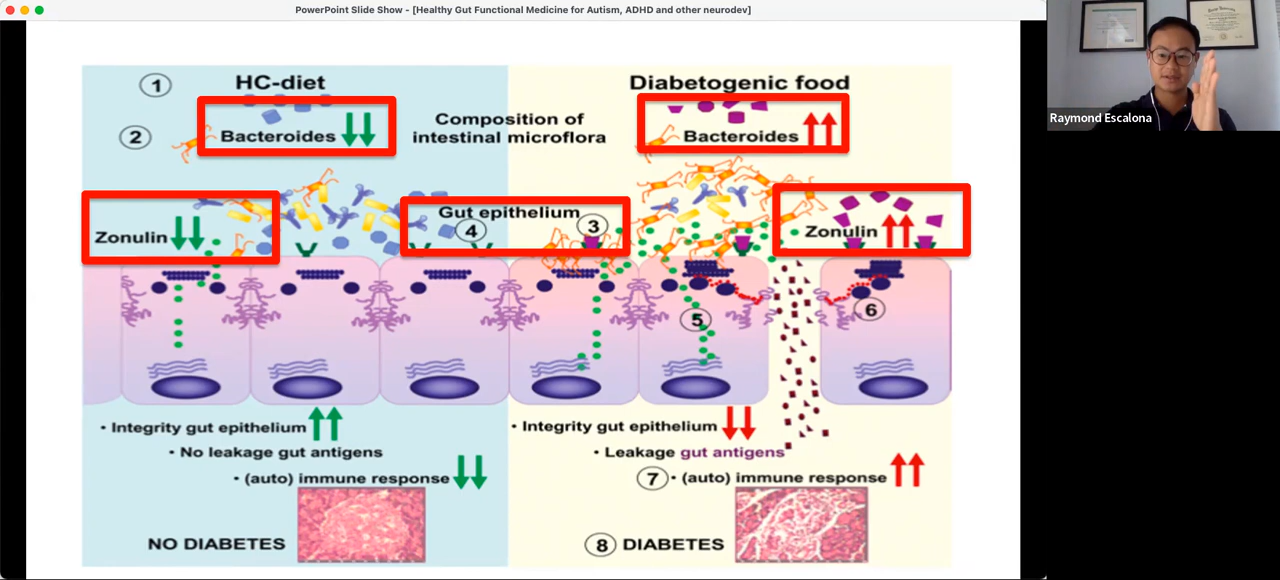 PowerPoint Slide Show - [Healthy Gut Functional Medicine for Autism, ADHD and other neurodev]
Raymond Escalona
1 HC-diet
Diabetogenic food
2 Bacteroides
Composition of
intestinal microflora
Bacteroides
Zonulin
Gut epithelium
4
3
Zonulin
5
6
• Integrity gut epithelium
• No leakage gut antigens
• (auto) immune response
NO DIABETES
• Integrity gut epithelium
• Leakage gut antigens
7 • (auto) immune response
8 DIABETES